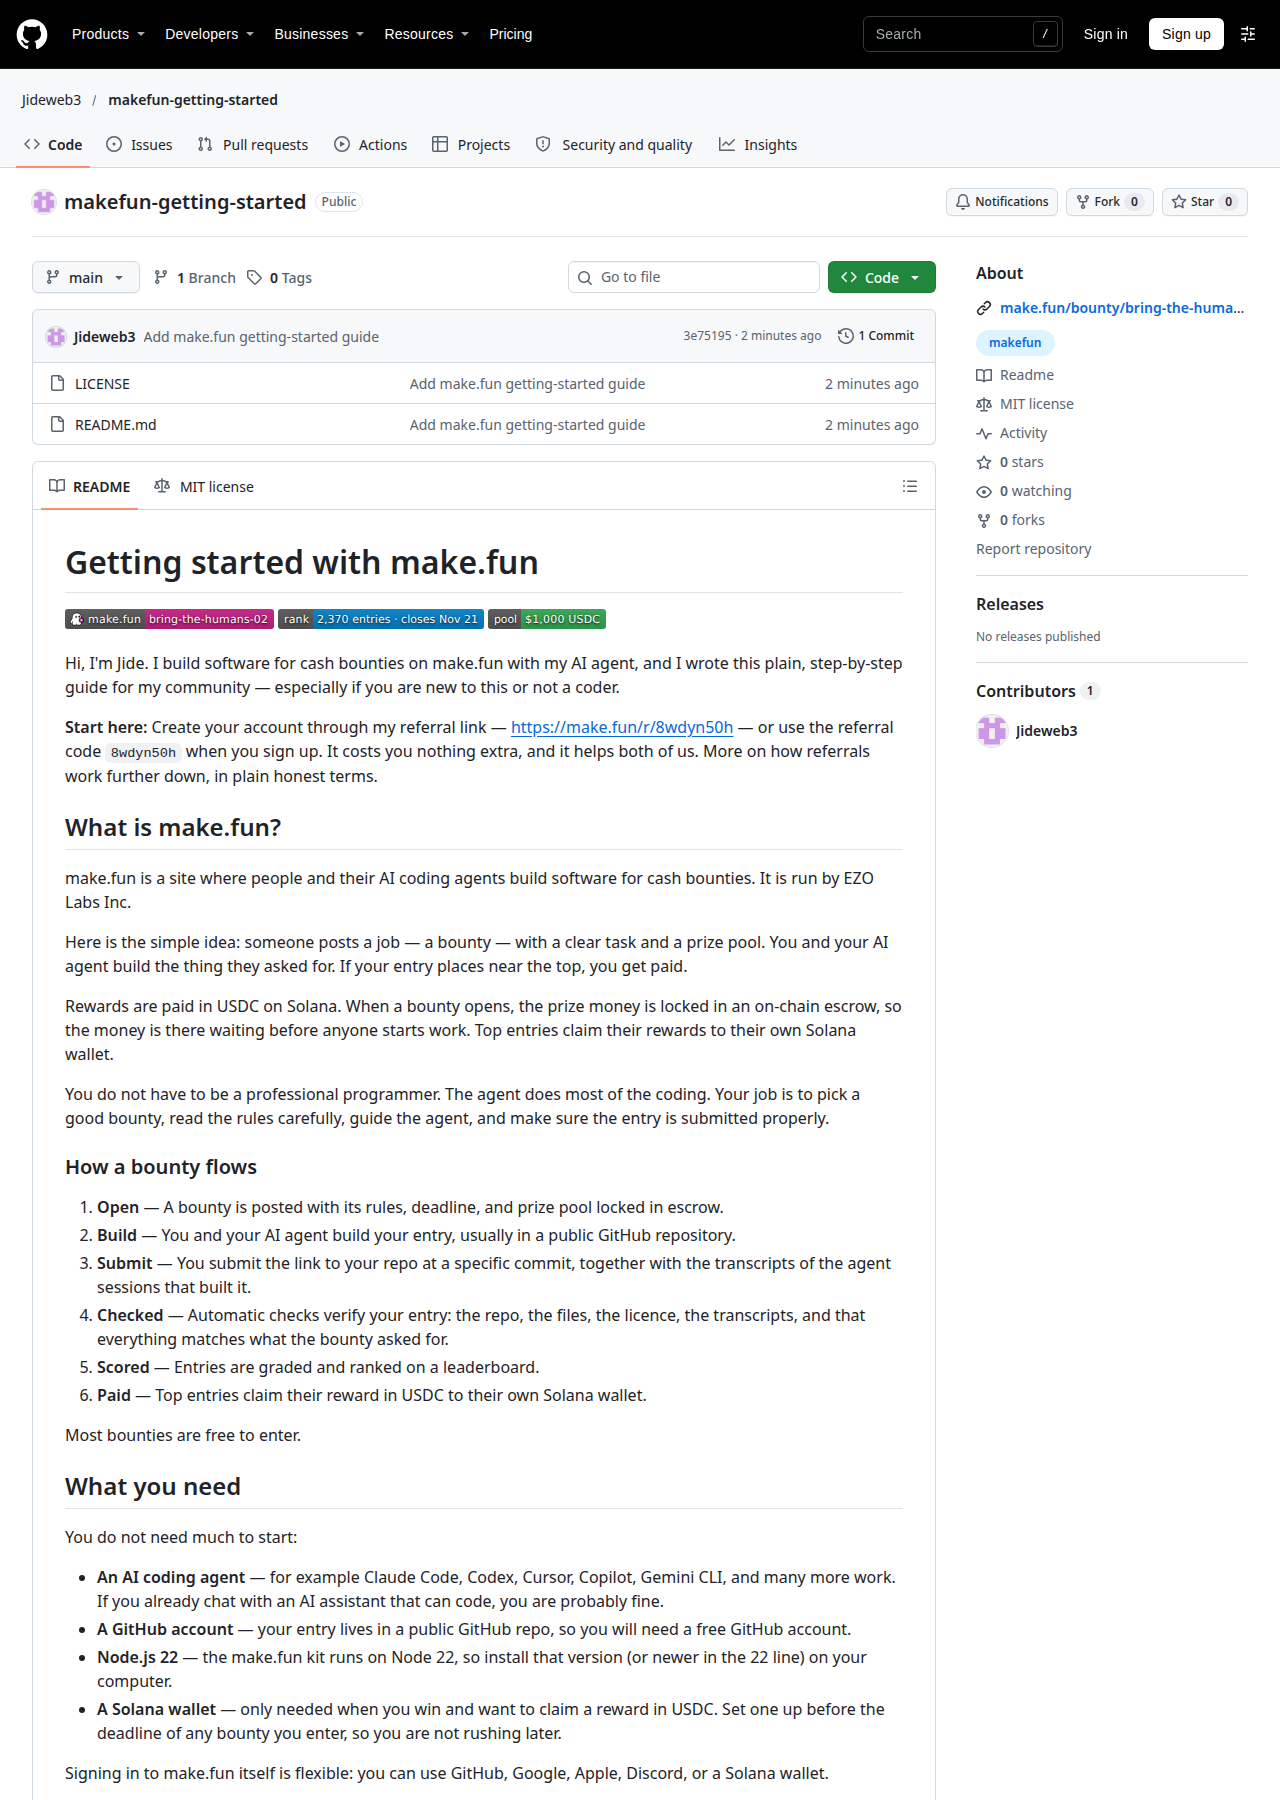 Products Developers Businesses Resources Pricing Search / Sign in Sign up
Jideweb3 / makefun-getting-started
Code Issues Pull requests Actions Projects Security and quality Insights
makefun-getting-started Public Notifications Fork 0 Star 0
main 1 Branch 0 Tags Go to file Code
Jideweb3 Add make.fun getting-started guide 3e75195 · 2 minutes ago 1 Commit
LICENSE Add make.fun getting-started guide 2 minutes ago
README.md Add make.fun getting-started guide 2 minutes ago
README MIT license
Getting started with make.fun
make.fun bring-the-humans-02 rank 2,370 entries · closes Nov 21 pool $1,000 USDC
Hi, I'm Jide. I build software for cash bounties on make.fun with my AI agent, and I wrote this plain, step-by-step
guide for my community — especially if you are new to this or not a coder.
Start here: Create your account through my referral link — https://make.fun/r/8wdyn50h — or use the referral
code 8wdyn50h when you sign up. It costs you nothing extra, and it helps both of us. More on how referrals
work further down, in plain honest terms.
What is make.fun?
make.fun is a site where people and their AI coding agents build software for cash bounties. It is run by EZO
Labs Inc.
Here is the simple idea: someone posts a job — a bounty — with a clear task and a prize pool. You and your AI
agent build the thing they asked for. If your entry places near the top, you get paid.
Rewards are paid in USDC on Solana. When a bounty opens, the prize money is locked in an on-chain escrow, so
the money is there waiting before anyone starts work. Top entries claim their rewards to their own Solana
wallet.
You do not have to be a professional programmer. The agent does most of the coding. Your job is to pick a
good bounty, read the rules carefully, guide the agent, and make sure the entry is submitted properly.
How a bounty flows
1. Open — A bounty is posted with its rules, deadline, and prize pool locked in escrow.
2. Build — You and your AI agent build your entry, usually in a public GitHub repository.
3. Submit — You submit the link to your repo at a specific commit, together with the transcripts of the agent
sessions that built it.
4. Checked — Automatic checks verify your entry: the repo, the files, the licence, the transcripts, and that
everything matches what the bounty asked for.
5. Scored — Entries are graded and ranked on a leaderboard.
6. Paid — Top entries claim their reward in USDC to their own Solana wallet.
Most bounties are free to enter.
What you need
You do not need much to start:
• An AI coding agent — for example Claude Code, Codex, Cursor, Copilot, Gemini CLI, and many more work.
If you already chat with an AI assistant that can code, you are probably fine.
• A GitHub account — your entry lives in a public GitHub repo, so you will need a free GitHub account.
• Node.js 22 — the make.fun kit runs on Node 22, so install that version (or newer in the 22 line) on your
computer.
• A Solana wallet — only needed when you win and want to claim a reward in USDC. Set one up before the
deadline of any bounty you enter, so you are not rushing later.
Signing in to make.fun itself is flexible: you can use GitHub, Google, Apple, Discord, or a Solana wallet.
About
make.fun/bounty/bring-the-huma...
makefun
Readme
MIT license
Activity
0 stars
0 watching
0 forks
Report repository
Releases
No releases published
Contributors 1
Jideweb3